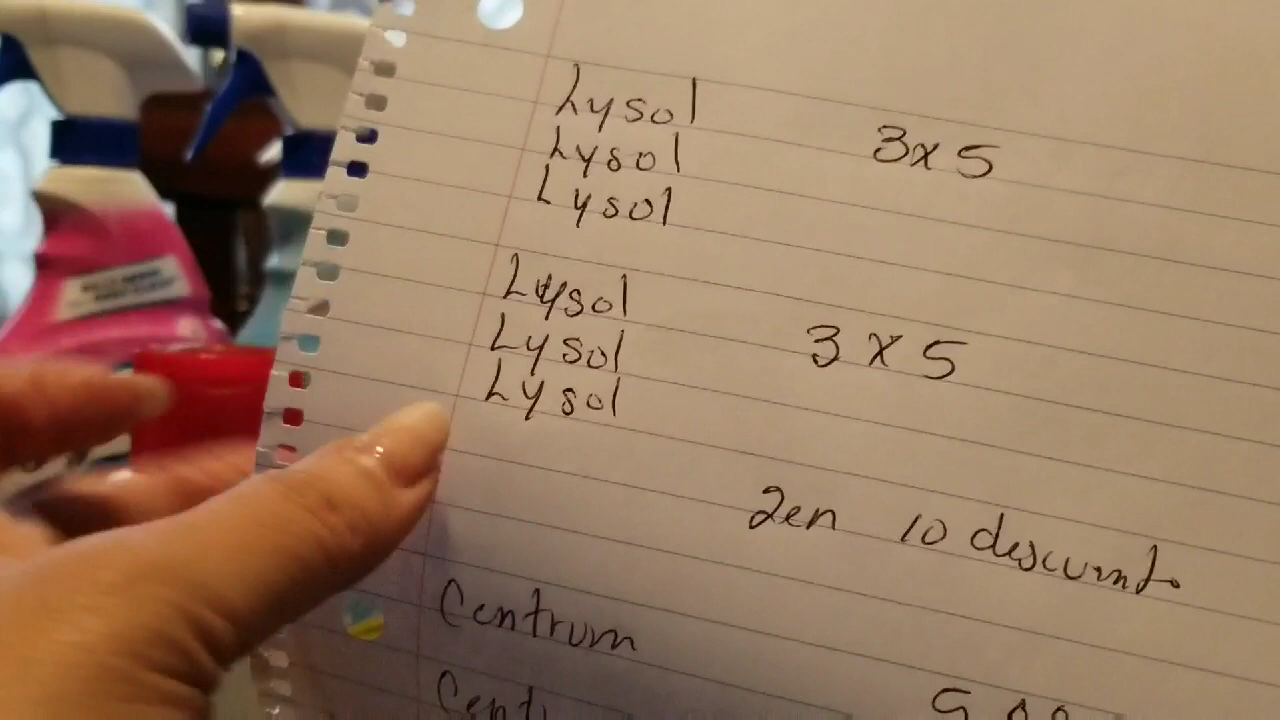 Lysol
Lysol 3x5
Lysol
Lysol
Lysol 3 x 5
Lysol
2en 10 descuento
Centrum